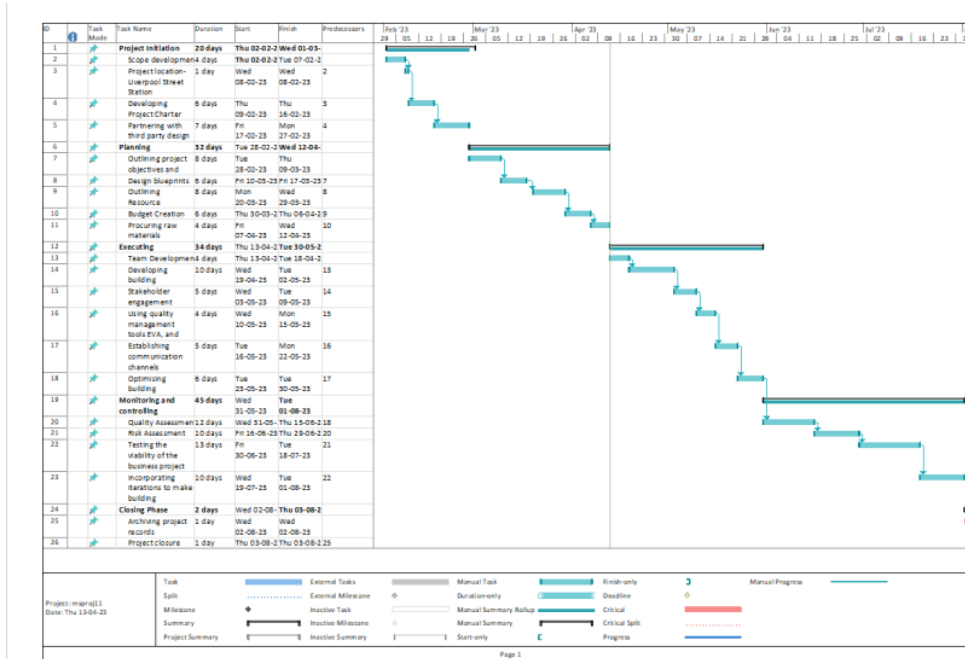 ID Task Mode Task Name Duration Start Finish Predecessors
Feb '23 Mar '23 Apr '23 May '23 Jun '23 Jul '23
29 05 12 19 26 05 12 19 26 02 09 16 23 30 07 14 21 28 04 11 18 25 02 09 16 23
1 Project Initiation 20 days Thu 02-02-2 Wed 01-03-
2 Scope developmen 4 days Thu 02-02-2 Tue 07-02-2
3 Project location- 1 day Wed Wed 2
Liverpool Street 08-02-23 08-02-23
Station
4 Developing 6 days Thu Thu 3
Project Charter 09-02-23 16-02-23
5 Partnering with 7 days Fri Mon 4
third party design 17-02-23 27-02-23
6 Planning 32 days Tue 28-02-2 Wed 12-04-
7 Outlining project 8 days Tue Thu
objectives and 28-02-23 09-03-23
8 Design blueprints 6 days Fri 10-03-23 Fri 17-03-23 7
9 Outlining 8 days Mon Wed 8
Resource 20-03-23 29-03-23
10 Budget Creation 6 days Thu 30-03-2 Thu 06-04-2 9
11 Procuring raw 4 days Fri Wed 10
materials 07-04-23 12-04-23
12 Executing 34 days Thu 13-04-2 Tue 30-05-2
13 Team Developmen 4 days Thu 13-04-2 Tue 18-04-2
14 Developing 10 days Wed Tue 13
building 19-04-23 02-05-23
15 Stakeholder 5 days Wed Tue 14
engagement 03-05-23 09-05-23
16 Using quality 4 days Wed Mon 15
management 10-05-23 15-05-23
tools EVA, and
17 Establishing 5 days Tue Mon 16
communication 16-05-23 22-05-23
channels
18 Optimising 6 days Tue Tue 17
building 23-05-23 30-05-23
19 Monitoring and 45 days Wed Tue
controlling 31-05-23 01-08-23
20 Quality Assessmen 12 days Wed 31-05- Thu 15-06-2 18
21 Risk Assessment 10 days Fri 16-06-23 Thu 29-06-2 20
22 Testing the 13 days Fri Tue 21
viability of the 30-06-23 18-07-23
business project
23 Incorporating 10 days Wed Tue 22
iterations to make 19-07-23 01-08-23
building
24 Closing Phase 2 days Wed 02-08- Thu 03-08-2
25 Archiving project 1 day Wed Wed
records 02-08-23 02-08-23
26 Project closure 1 day Thu 03-08-2 Thu 03-08-2 25
Project: msproj11
Date: Thu 13-04-23
Task External Tasks Manual Task Finish-only Manual Progress
Split External Milestone Duration-only Deadline
Milestone Inactive Task Manual Summary Rollup Critical
Summary Inactive Milestone Manual Summary Critical Split
Project Summary Inactive Summary Start-only Progress
Page 1